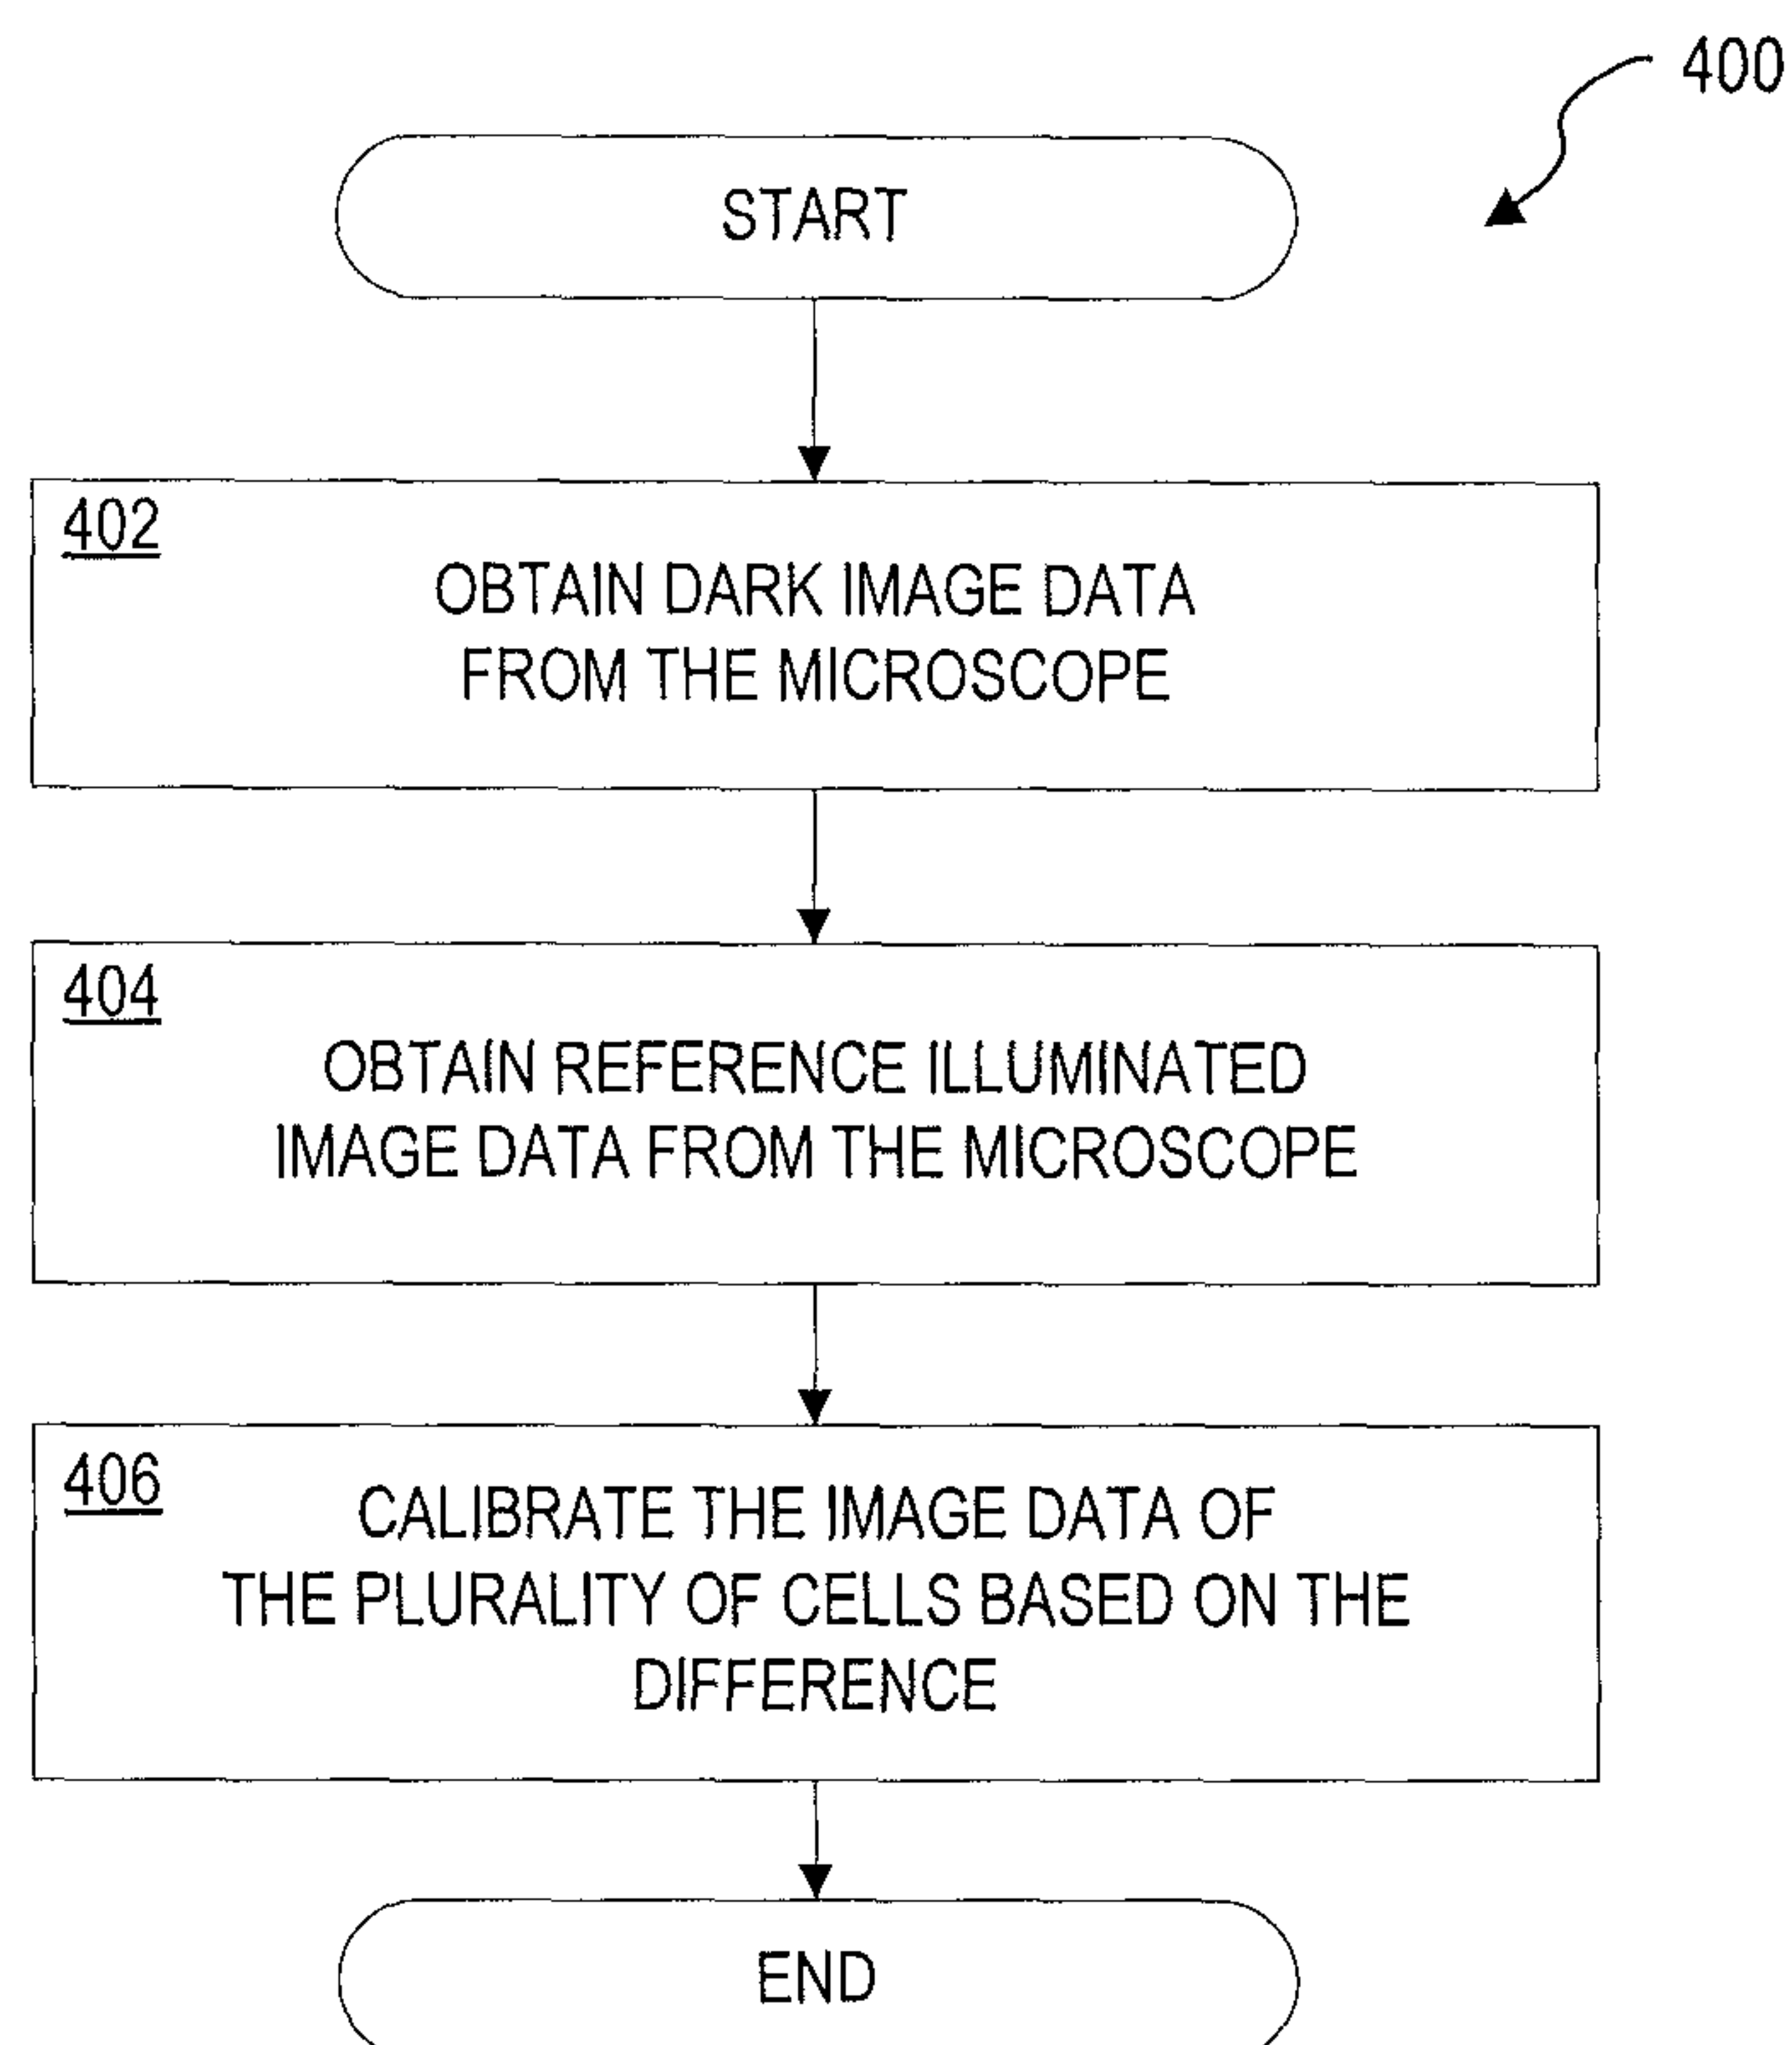 400
START
402
OBTAIN DARK IMAGE DATA
FROM THE MICROSCOPE
404
OBTAIN REFERENCE ILLUMINATED
IMAGE DATA FROM THE MICROSCOPE
406
CALIBRATE THE IMAGE DATA OF
THE PLURALITY OF CELLS BASED ON THE
DIFFERENCE
END